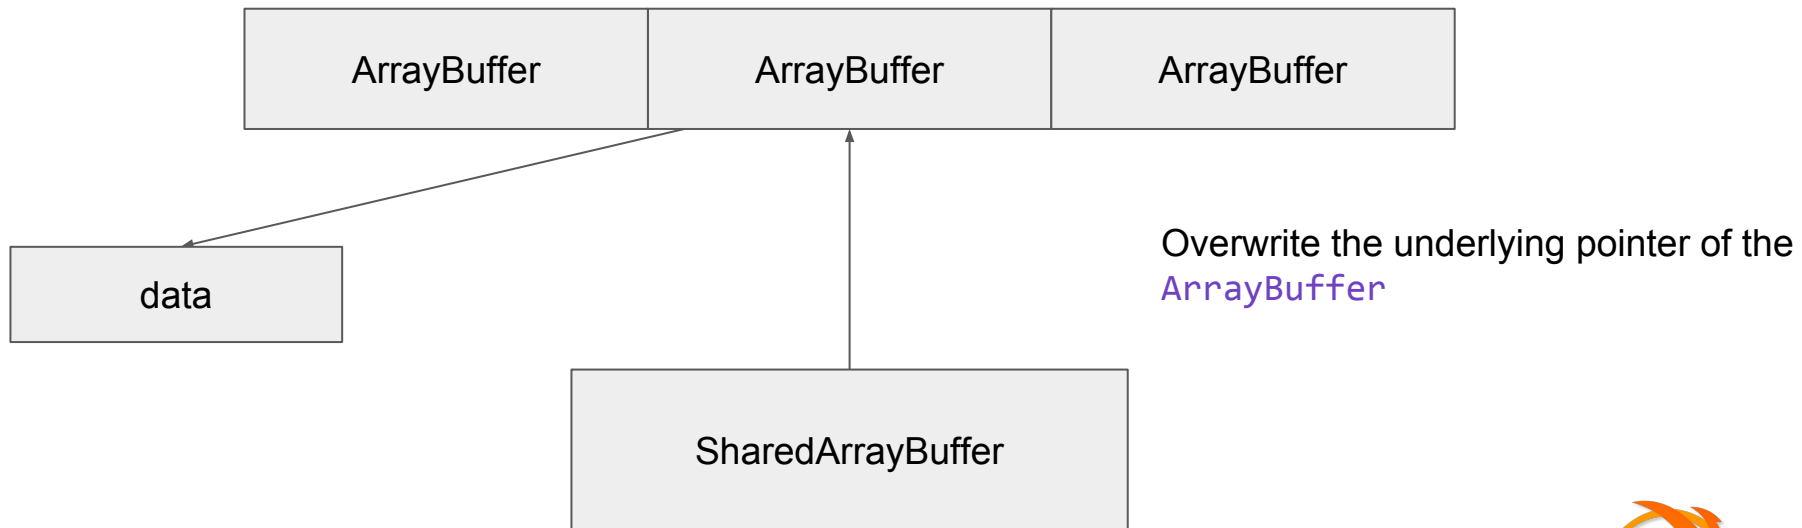 ArrayBuffer ArrayBuffer ArrayBuffer
Overwrite the underlying pointer of the
ArrayBuffer
data
SharedArrayBuffer